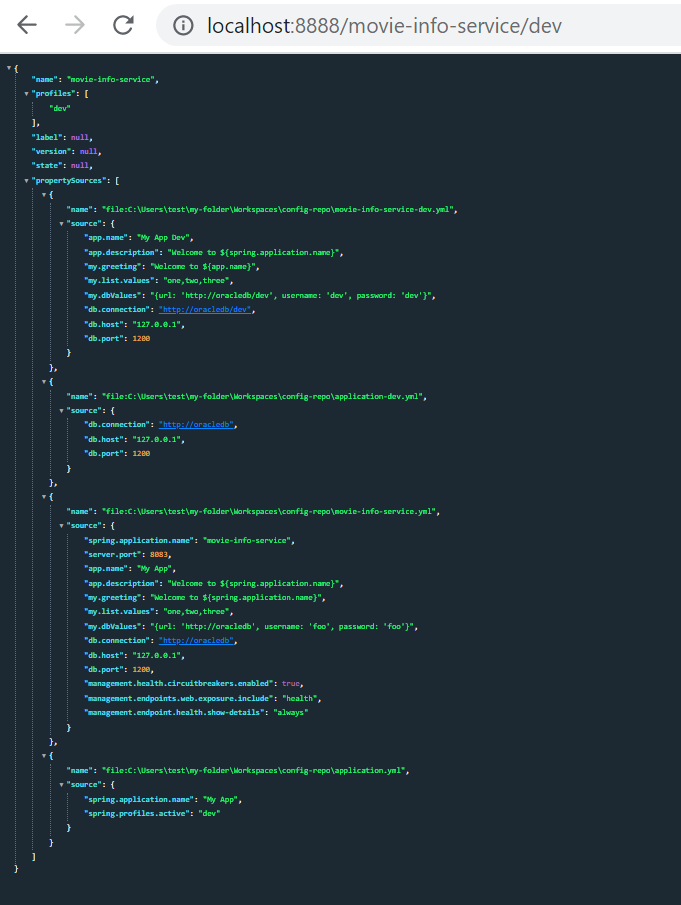 localhost:8888/movie-info-service/dev
{
"name": "movie-info-service",
"profiles": [
"dev"
],
"label": null,
"version": null,
"state": null,
"propertySources": [
{
"name": "file:C:\Users\test\my-folder\Workspaces\config-repo\movie-info-service-dev.yml",
"source": {
"app.name": "My App Dev",
"app.description": "Welcome to ${spring.application.name}",
"my.greeting": "Welcome to ${app.name}",
"my.list.values": "one,two,three",
"my.dbValues": "{url: 'http://oracledb/dev', username: 'dev', password: 'dev'}",
"db.connection": "http://oracledb/dev",
"db.host": "127.0.0.1",
"db.port": 1200
}
},
{
"name": "file:C:\Users\test\my-folder\Workspaces\config-repo\application-dev.yml",
"source": {
"db.connection": "http://oracledb",
"db.host": "127.0.0.1",
"db.port": 1200
}
},
{
"name": "file:C:\Users\test\my-folder\Workspaces\config-repo\movie-info-service.yml",
"source": {
"spring.application.name": "movie-info-service",
"server.port": 8083,
"app.name": "My App",
"app.description": "Welcome to ${spring.application.name}",
"my.greeting": "Welcome to ${spring.application.name}",
"my.list.values": "one,two,three",
"my.dbValues": "{url: 'http://oracledb', username: 'foo', password: 'foo'}",
"db.connection": "http://oracledb",
"db.host": "127.0.0.1",
"db.port": 1200,
"management.health.circuitbreakers.enabled": true,
"management.endpoints.web.exposure.include": "health",
"management.endpoint.health.show-details": "always"
}
},
{
"name": "file:C:\Users\test\my-folder\Workspaces\config-repo\application.yml",
"source": {
"spring.application.name": "My App",
"spring.profiles.active": "dev"
}
}
]
}